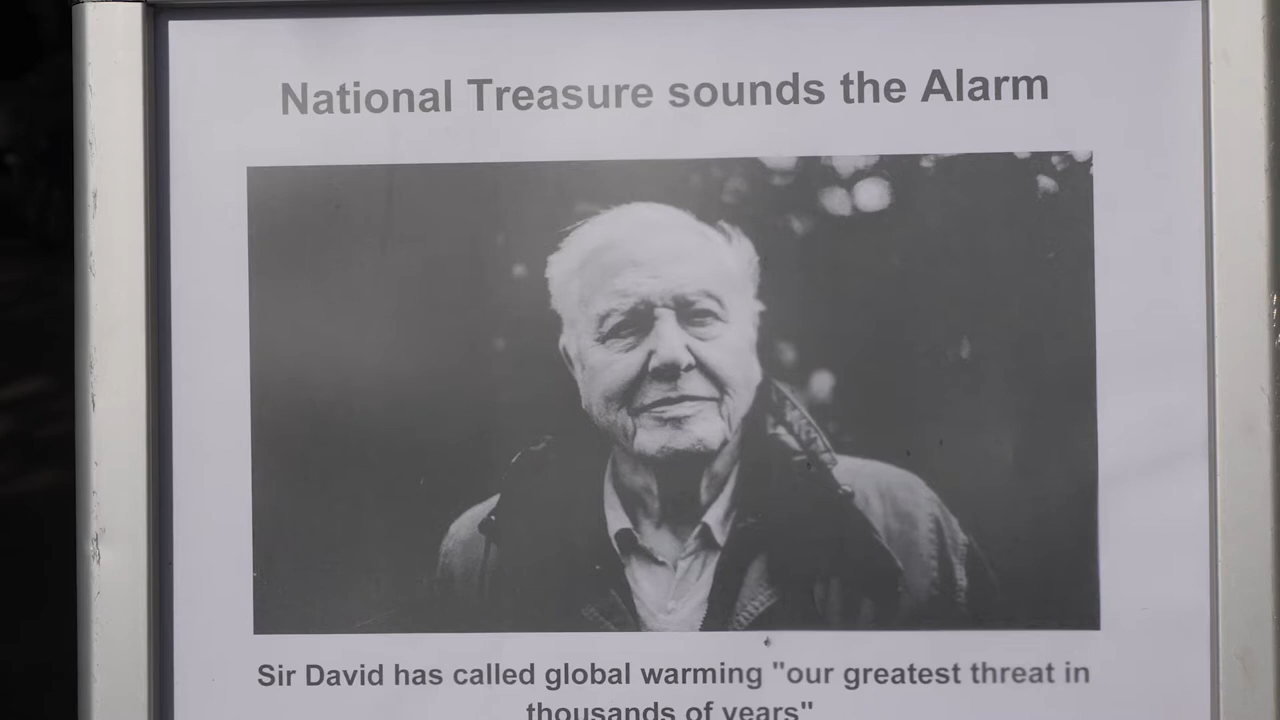 National Treasure sounds the Alarm
Sir David has called global warming "our greatest threat in
thousands of years"